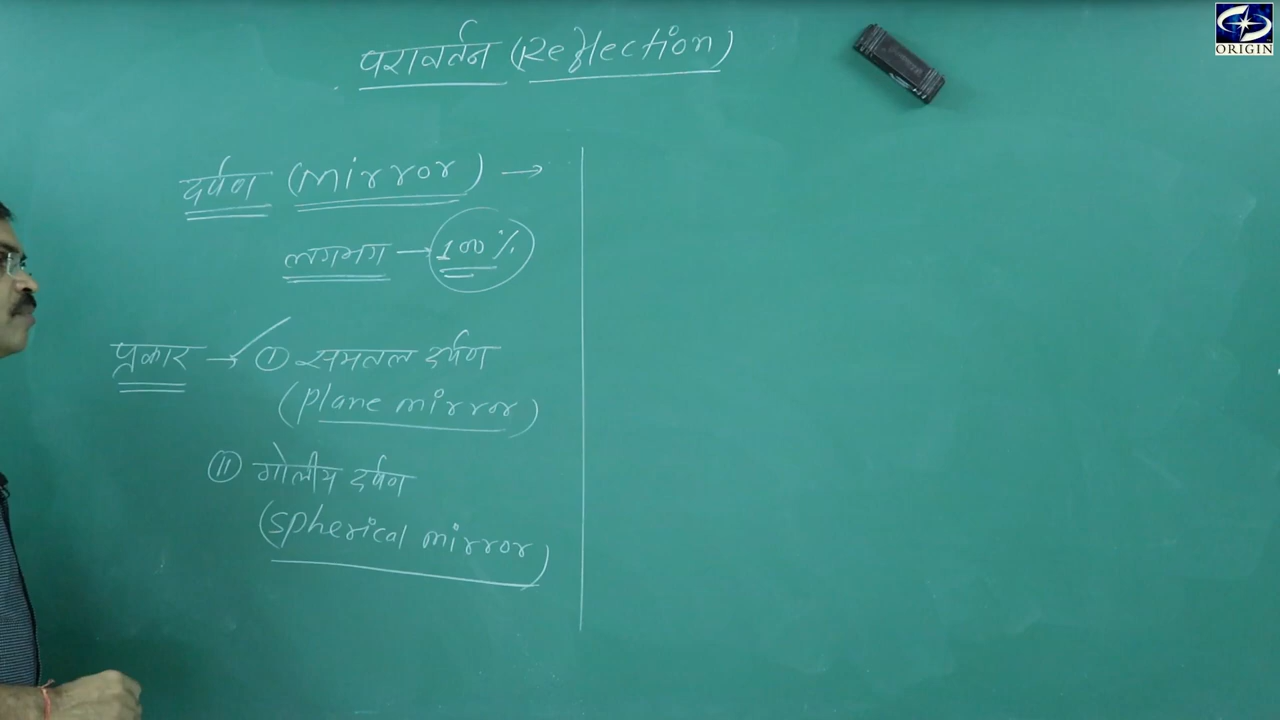 परावर्तन (Reflection)
दर्पण (mirror) →
लगभग → 100%
प्रकार → (I) समतल दर्पण
(plane mirror)
(II) गोलीय दर्पण
(spherical mirror)
ORIGIN